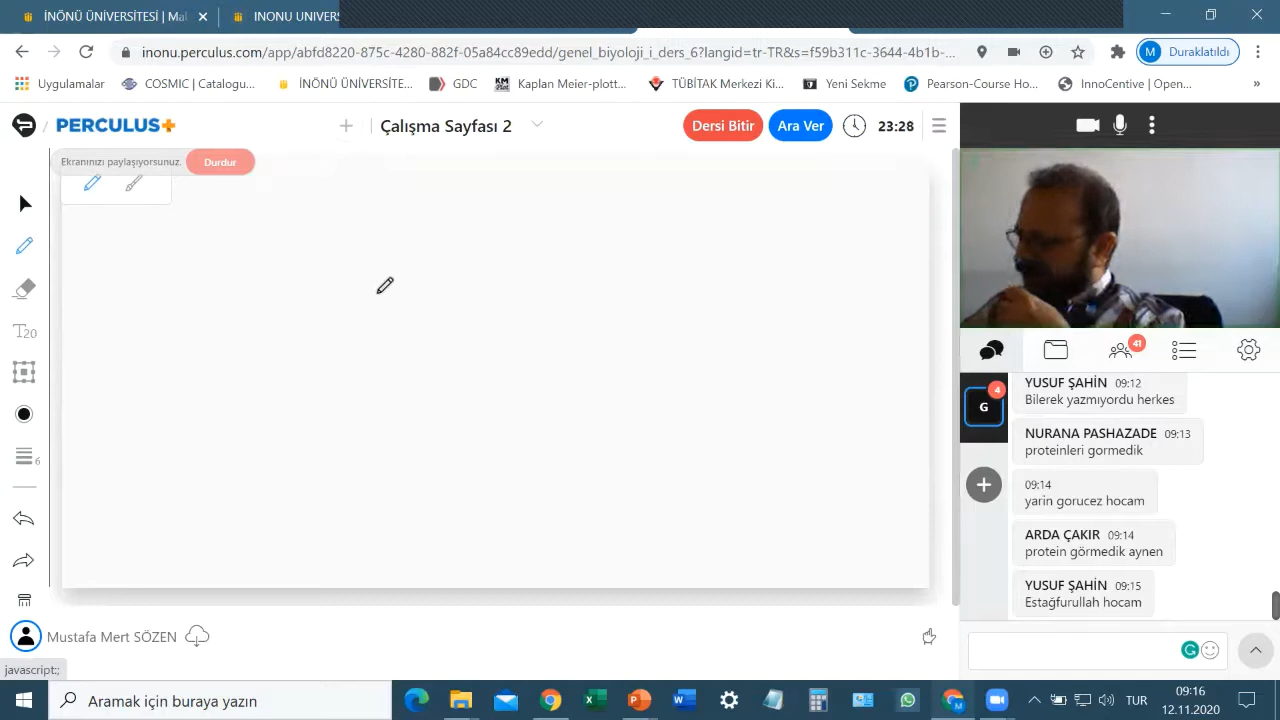 İNÖNÜ ÜNİVERSİTESİ | Mal
INONU UNIVERS
inonu.perculus.com/app/abfd8220-875c-4280-882f-05a84cc89edd/genel_biyoloji_i_ders_6?langid=tr-TR&s=f59b311c-3644-4b1b-...
M
Duraklatıldı
Uygulamalar
COSMIC | Catalogu...
İNÖNÜ ÜNİVERSİTE...
GDC
KM
Kaplan Meier-plott...
TÜBİTAK Merkezi Ki...
Yeni Sekme
Pearson-Course Ho...
InnoCentive | Open...
»
PERCULUS+
Çalışma Sayfası 2
Dersi Bitir
Ara Ver
23:28
Ekranınızı paylaşıyorsunuz.
Durdur
T20
6
41
4
G
YUSUF ŞAHİN 09:12
Bilerek yazmıyordu herkes
NURANA PASHAZADE 09:13
proteinleri gormedik
09:14
yarin gorucez hocam
ARDA ÇAKIR 09:14
protein görmedik aynen
YUSUF ŞAHİN 09:15
Estağfurullah hocam
Mustafa Mert SÖZEN
javascript:;
Aramak için buraya yazın
TUR
09:16
12.11.2020